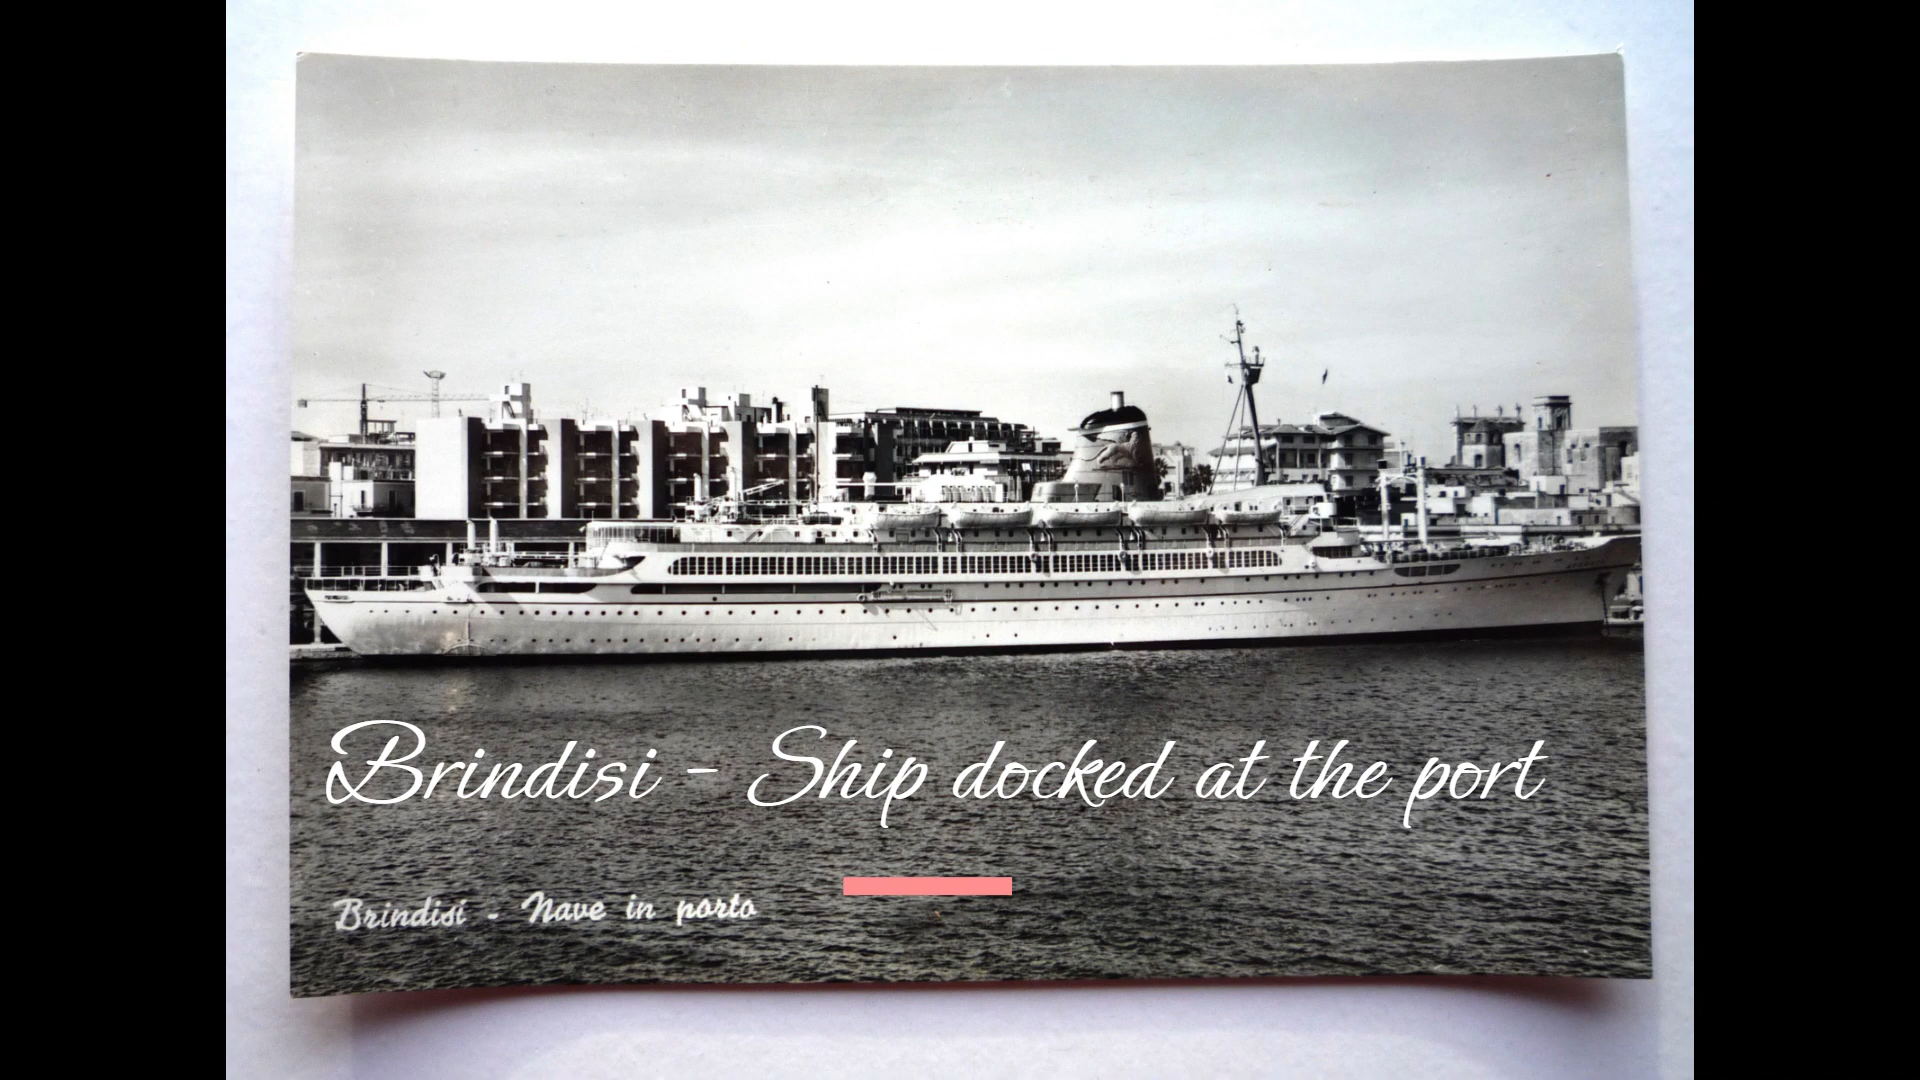 Brindisi - Ship docked at the port
Brindisi - Nave in porto